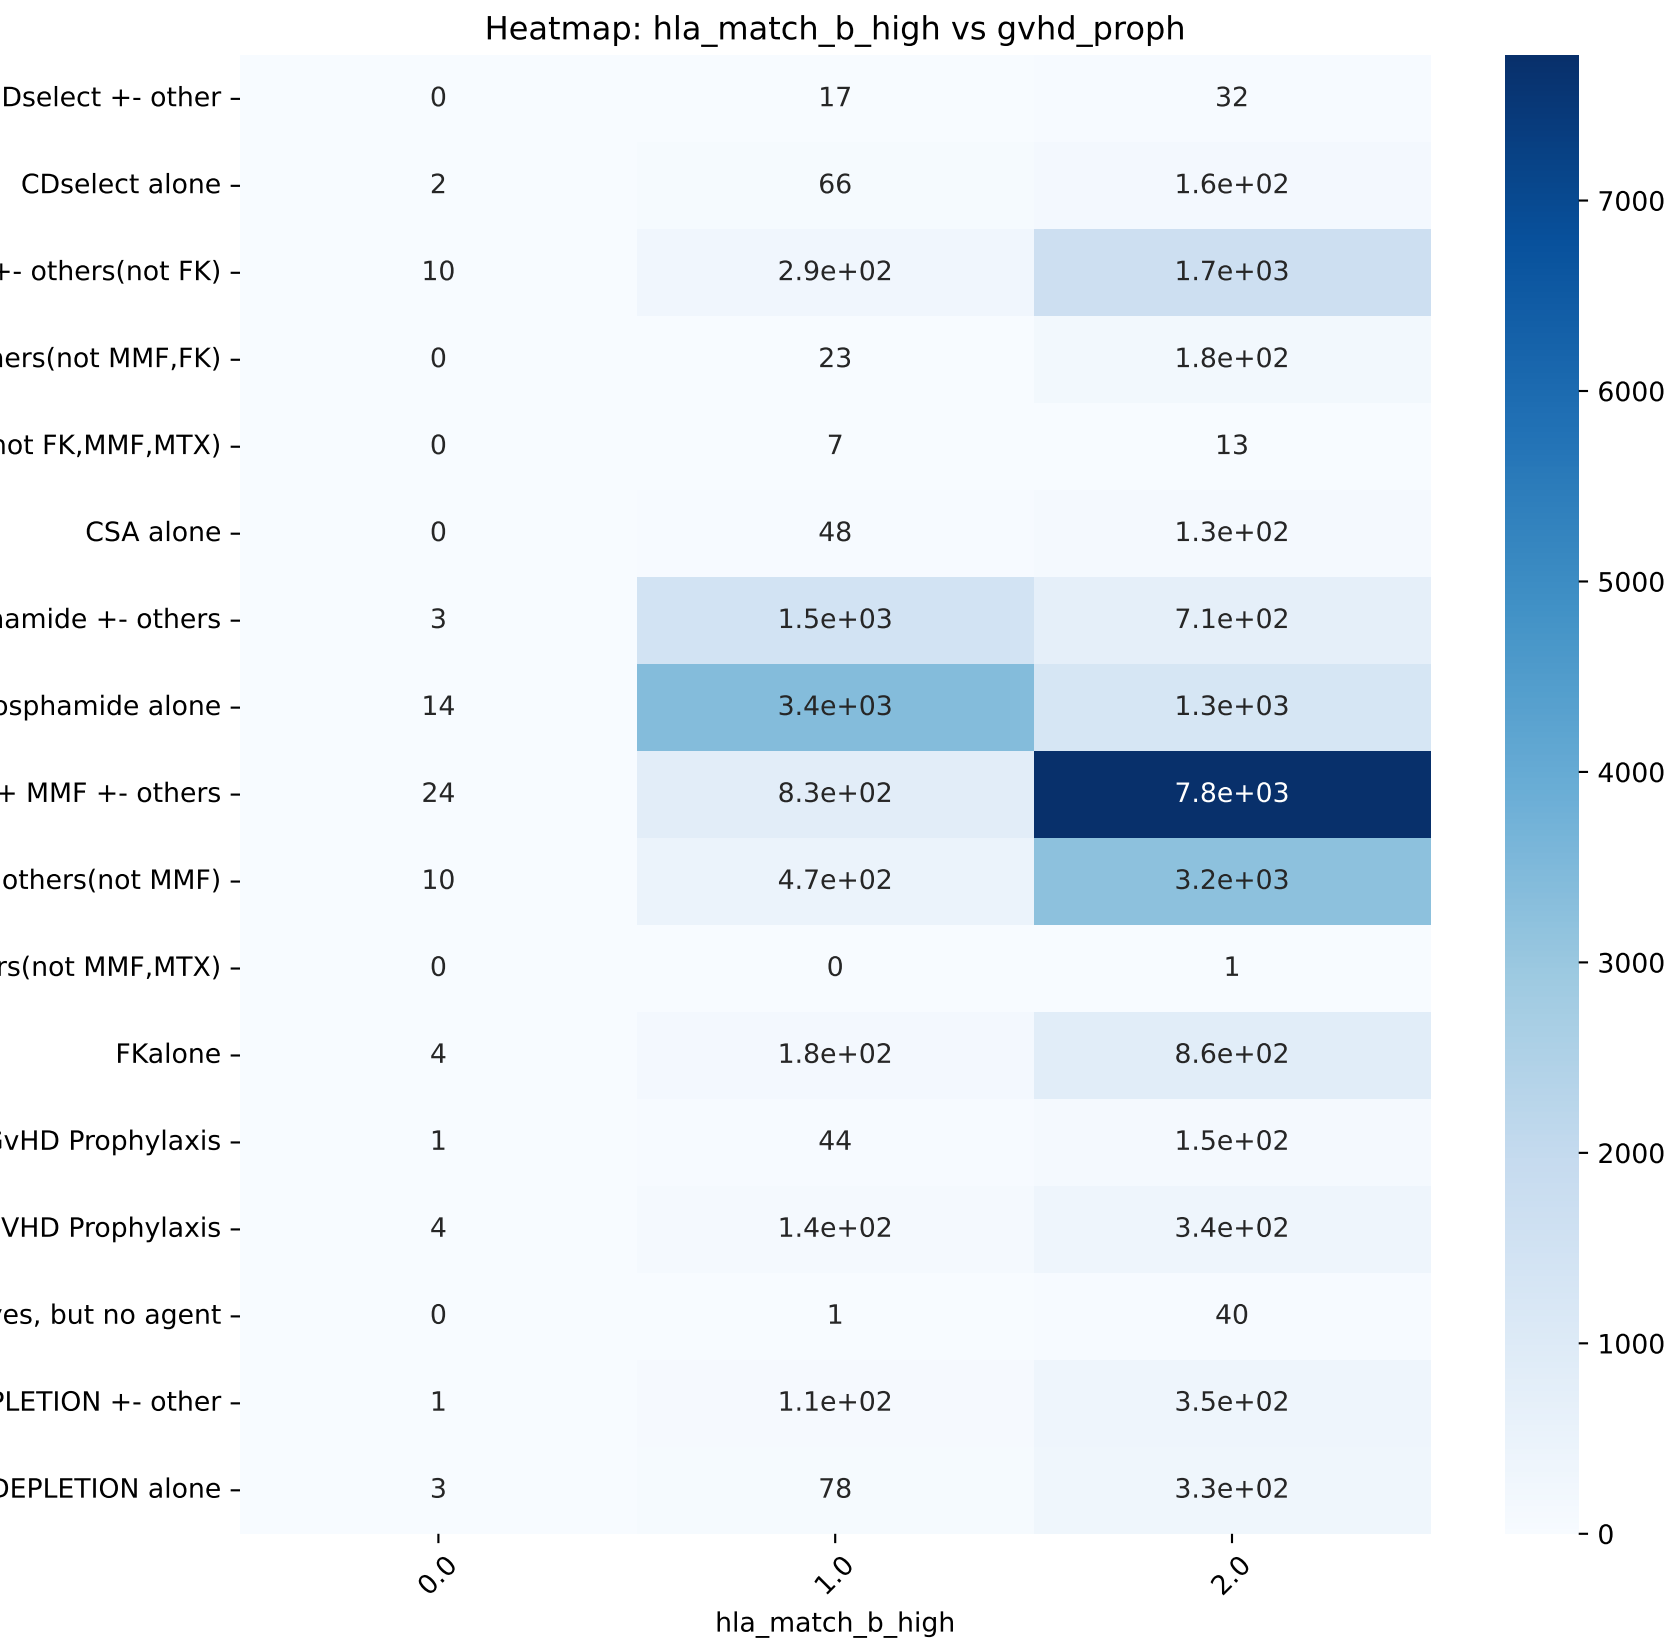 Heatmap: hla_match_b_high vs gvhd_proph
Dselect +- other 0 17 32
CDselect alone 2 66 1.6e+02
+- others(not FK) 10 2.9e+02 1.7e+03
ers(not MMF,FK) 0 23 1.8e+02
not FK,MMF,MTX) 0 7 13
CSA alone 0 48 1.3e+02
amide +- others 3 1.5e+03 7.1e+02
osphamide alone 14 3.4e+03 1.3e+03
+ MMF +- others 24 8.3e+02 7.8e+03
others(not MMF) 10 4.7e+02 3.2e+03
rs(not MMF,MTX) 0 0 1
FKalone 4 1.8e+02 8.6e+02
GvHD Prophylaxis 1 44 1.5e+02
VHD Prophylaxis 4 1.4e+02 3.4e+02
es, but no agent 0 1 40
PLETION +- other 1 1.1e+02 3.5e+02
DEPLETION alone 3 78 3.3e+02
0.0 1.0 2.0
hla_match_b_high
7000
6000
5000
4000
3000
2000
1000
0